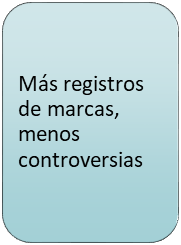 Más registros
de marcas,
menos
controversias